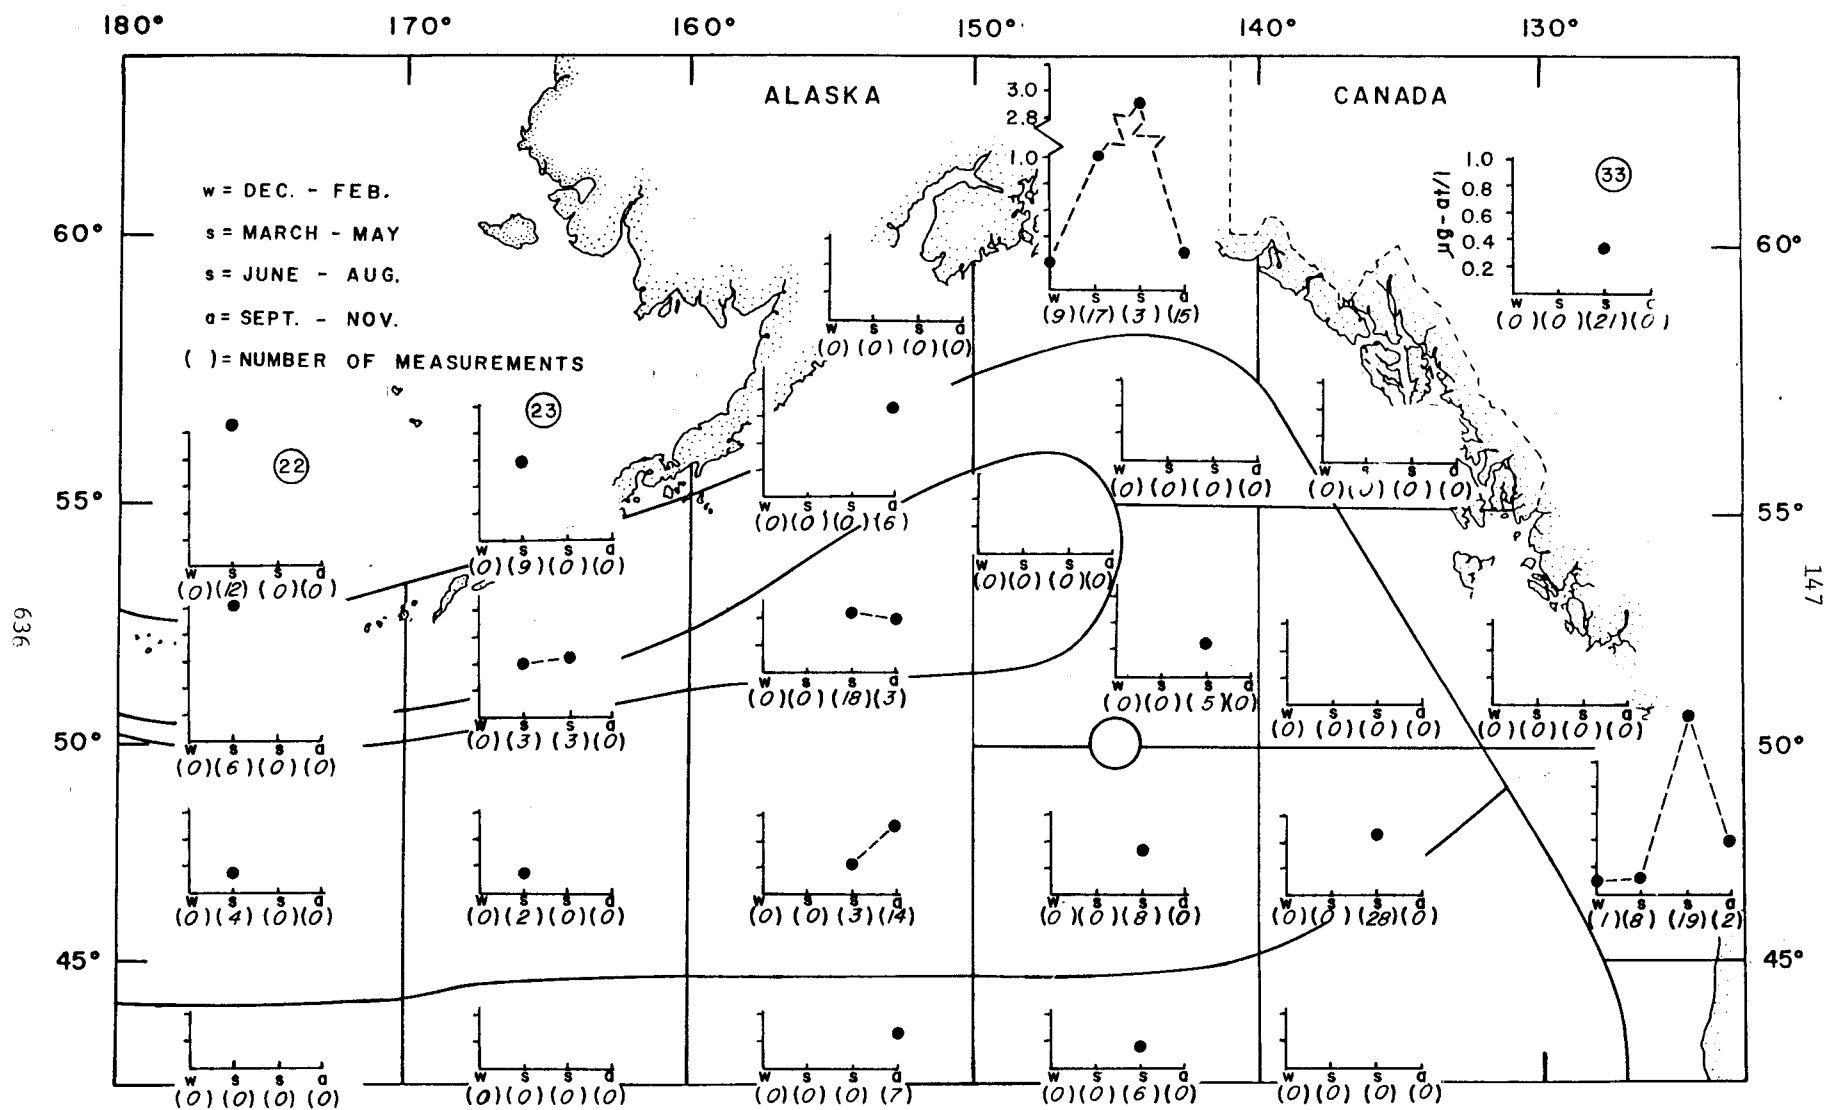 180° 170° 160° 150° 140° 130°
ALASKA
CANADA
3.0
2.8
1.0
w = DEC. - FEB.
s = MARCH - MAY
s = JUNE - AUG.
a = SEPT. - NOV.
( ) = NUMBER OF MEASUREMENTS
µg-at/l
1.0
0.8
0.6
0.4
0.2
33
w s s
(0)(0)(21)(0)
60°
60°
w s s a
(9)(17)(3)(15)
w s s a
(0)(0)(0)(0)
22
23
55°
55°
w s s a
(0)(12)(0)(0)
w s s a
(0)(9)(0)(0)
s s a
(0)(0)(0)(6)
s s a
(0)(0)(0)(0)
s a
(0)(0)(0)(0)
s s a
(0)(0)(0)(0)
636
147
w s s a
(0)(6)(0)(0)
w s s a
(0)(3)(3)(0)
w s s a
(0)(0)(18)(3)
w s s a
(0)(0)(5)(0)
w s s a
(0)(0)(0)(0)
w s s a
(0)(0)(0)(0)
50°
50°
w s s a
(0)(4)(0)(0)
w s s a
(0)(2)(0)(0)
w s s a
(0)(0)(3)(14)
w s s a
(0)(0)(8)(0)
w s s a
(0)(0)(28)(0)
w s s a
(1)(8)(19)(2)
45°
45°
w s s a
(0)(0)(0)(0)
w s s a
(0)(0)(0)(0)
w s s a
(0)(0)(0)(7)
w s s a
(0)(0)(6)(0)
w s s a
(0)(0)(0)(0)